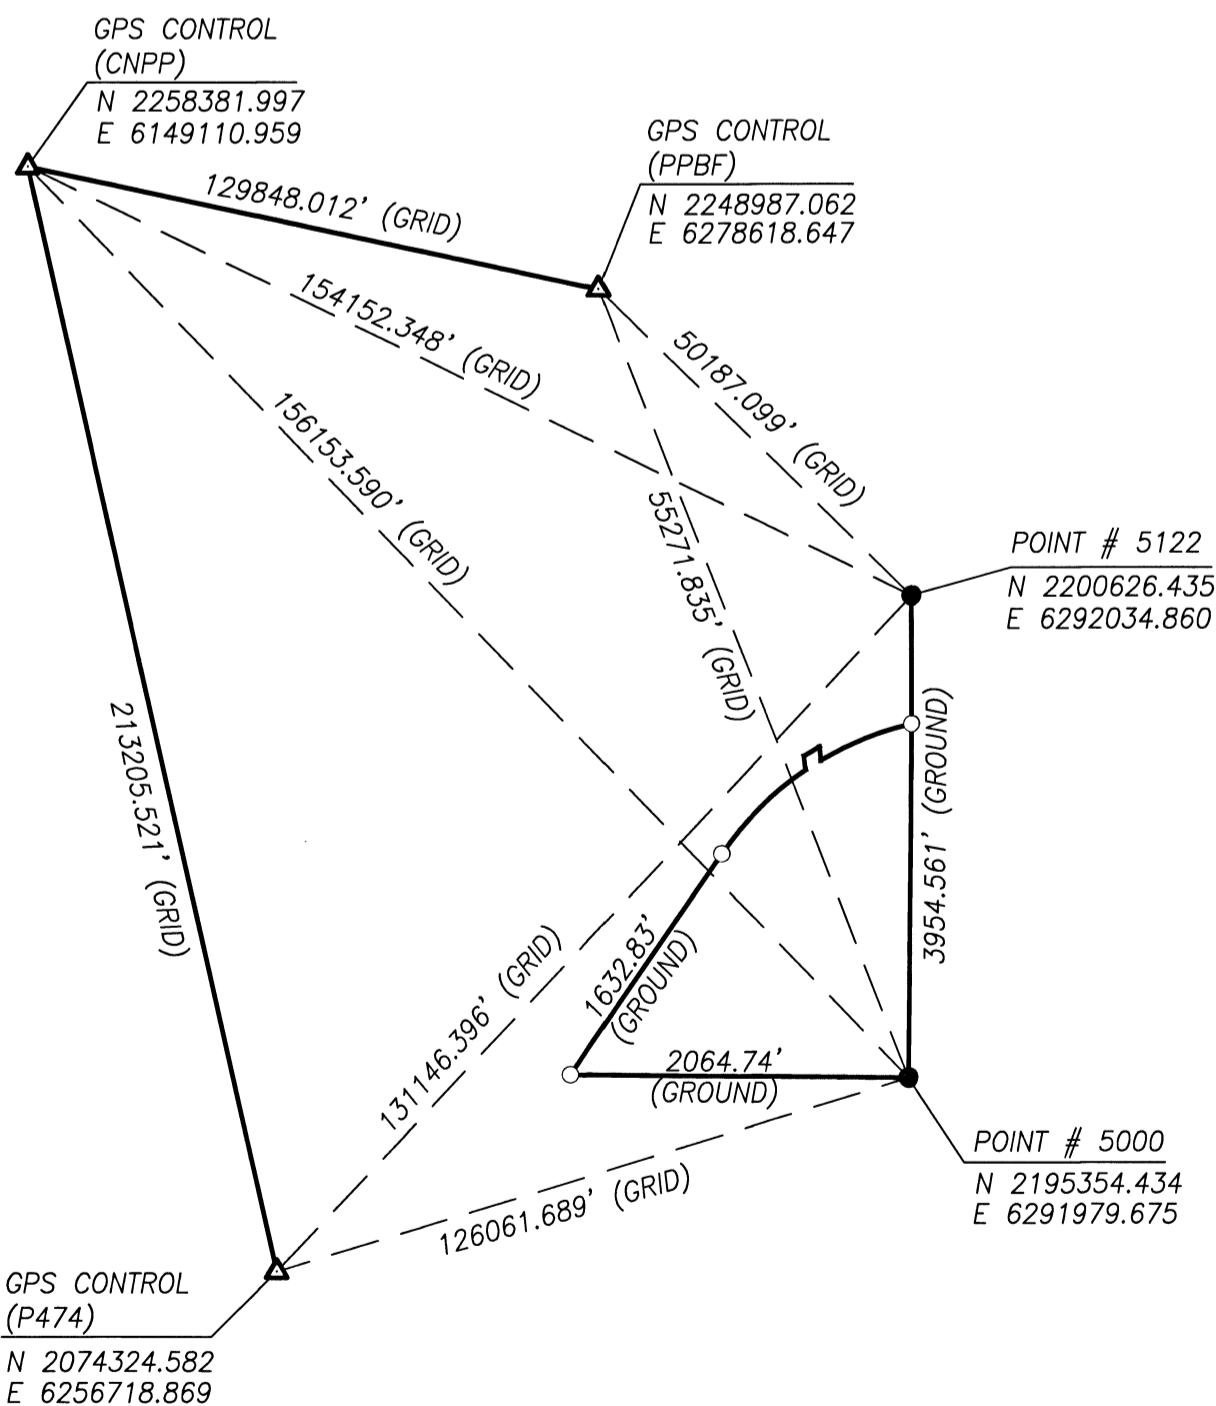 GPS CONTROL
(CNPP)
N 2258381.997
E 6149110.959
GPS CONTROL
(PPBF)
N 2248987.062
E 6278618.647
129848.012' (GRID)
154152.348' (GRID)
50187.099' (GRID)
156153.590' (GRID)
55271.835' (GRID)
POINT # 5122
N 2200626.435
E 6292034.860
213205.521' (GRID)
3954.561' (GROUND)
1632.83'
(GROUND)
2064.74'
(GROUND)
131146.396' (GRID)
126061.689' (GRID)
POINT # 5000
N 2195354.434
E 6291979.675
GPS CONTROL
(P474)
N 2074324.582
E 6256718.869